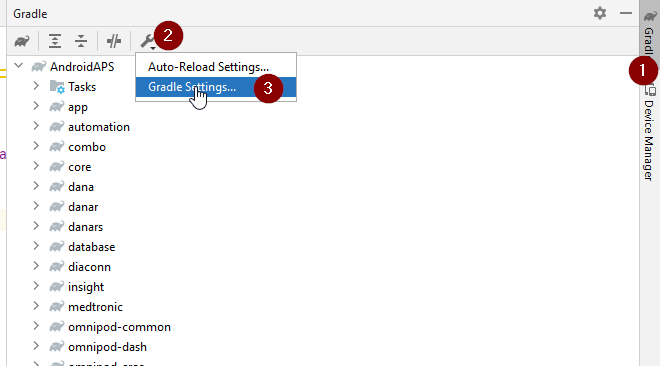 Gradle
2
Auto-Reload Settings...
Gradle Settings...
3
AndroidAPS
Tasks
app
automation
combo
core
dana
danar
danars
database
diaconn
insight
medtronic
omnipod-common
omnipod-dash
Gradle
1
Device Manager